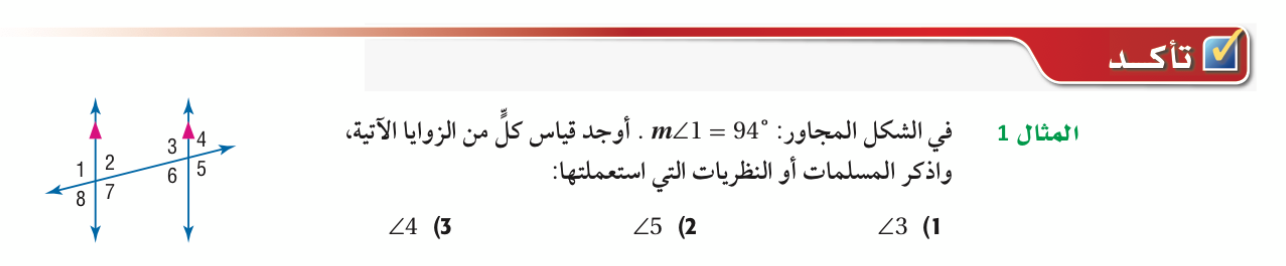 تأكد
المثال 1 في الشكل المجاور: m∠1 = 94° . أوجد قياس كلٍّ من الزوايا الآتية،
واذكر المسلمات أو النظريات التي استعملتها:
1) ∠3 2) ∠5 3) ∠4
3 4
1 2
6 5
8 7